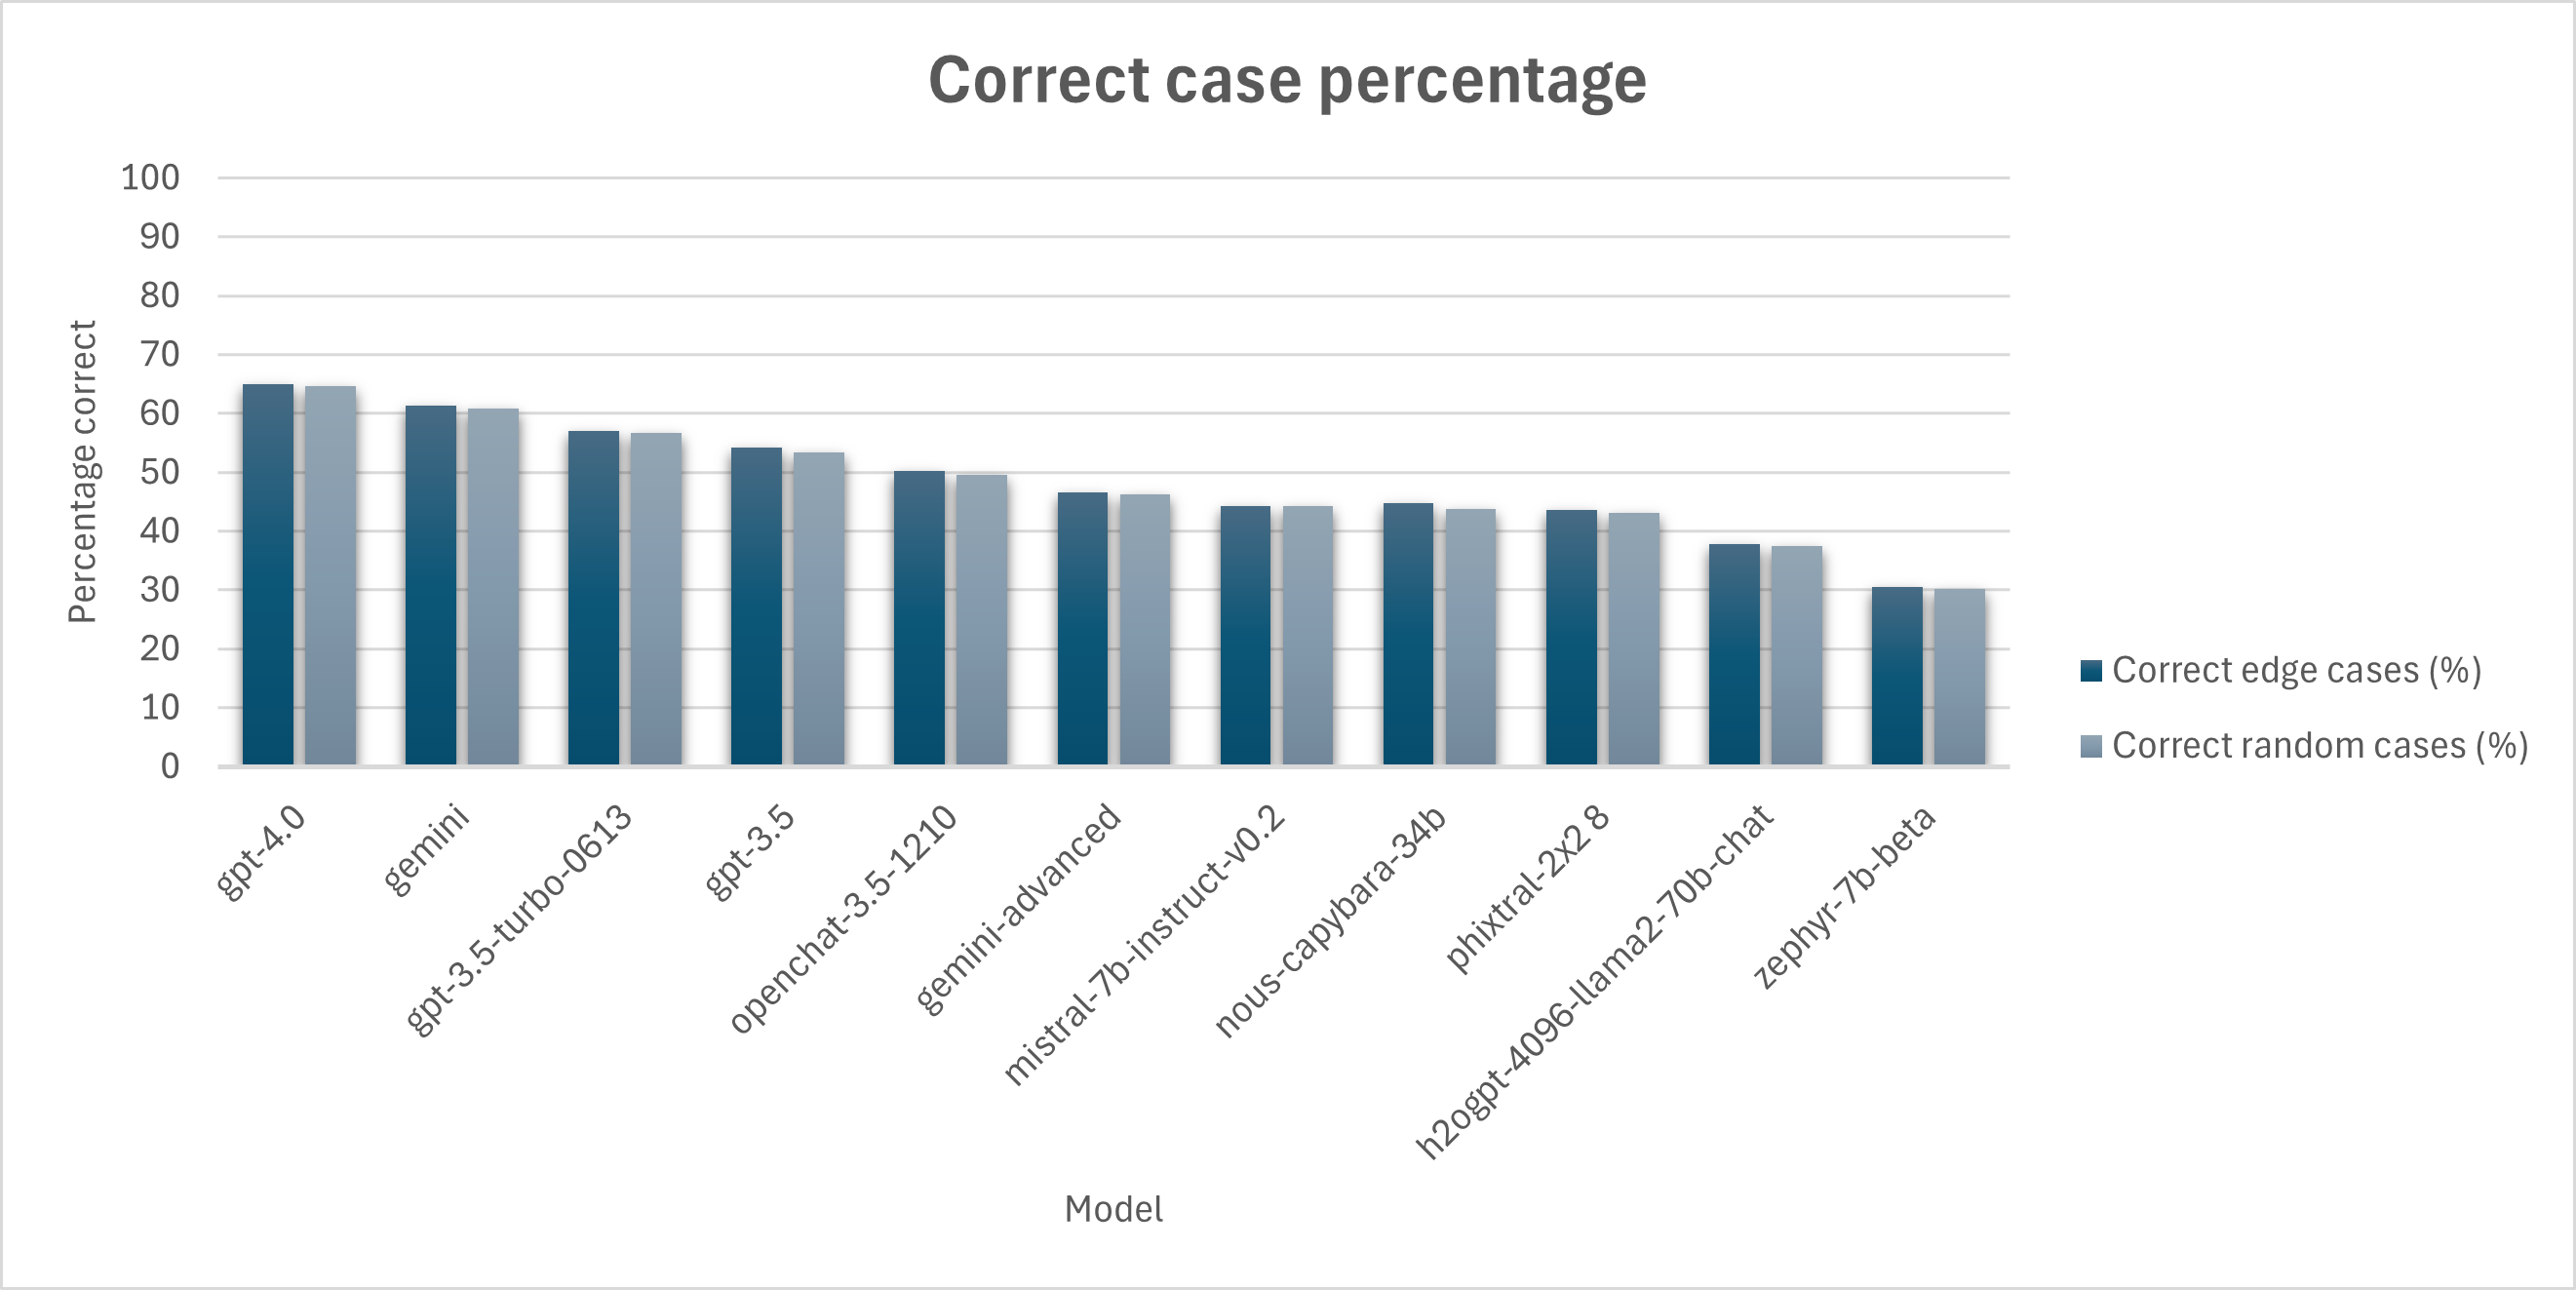 Correct case percentage
100
90
80
70
60
50
40
30
20
10
0
Percentage correct
gpt-4.0
gemini
gpt-3.5-turbo-0613
gpt-3.5
openchat-3.5-1210
gemini-advanced
mistral-7b-instruct-v0.2
nous-capybara-34b
phixtral-2x2 8
h2ogpt-4096-llama2-70b-chat
zephyr-7b-beta
Model
Correct edge cases (%)
Correct random cases (%)